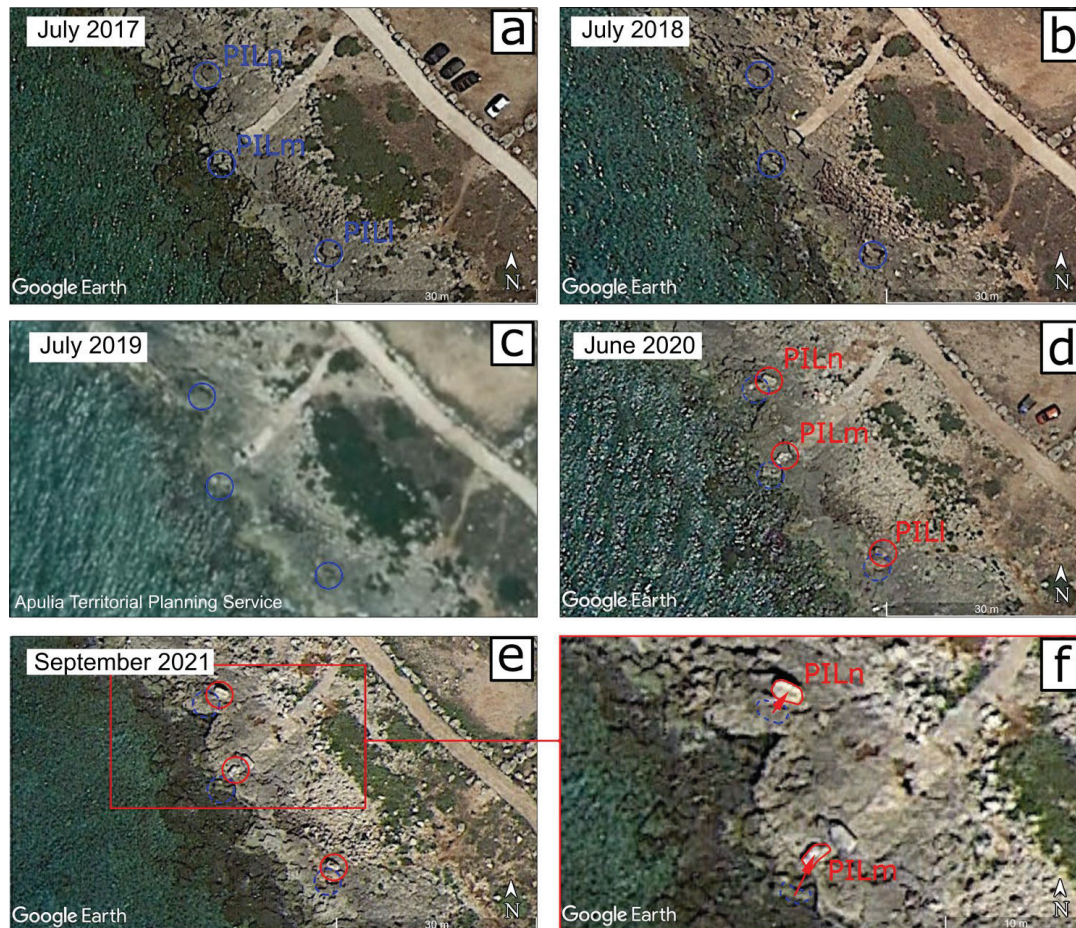 July 2017
a
PILn
PILm
PILl
Google Earth
30 m
N
July 2018
b
Google Earth
30 m
N
July 2019
c
Apulia Territorial Planning Service
June 2020
d
PILn
PILm
PILl
Google Earth
30 m
N
September 2021
e
Google Earth
30 m
N
f
PILn
PILm
Google Earth
10 m
N